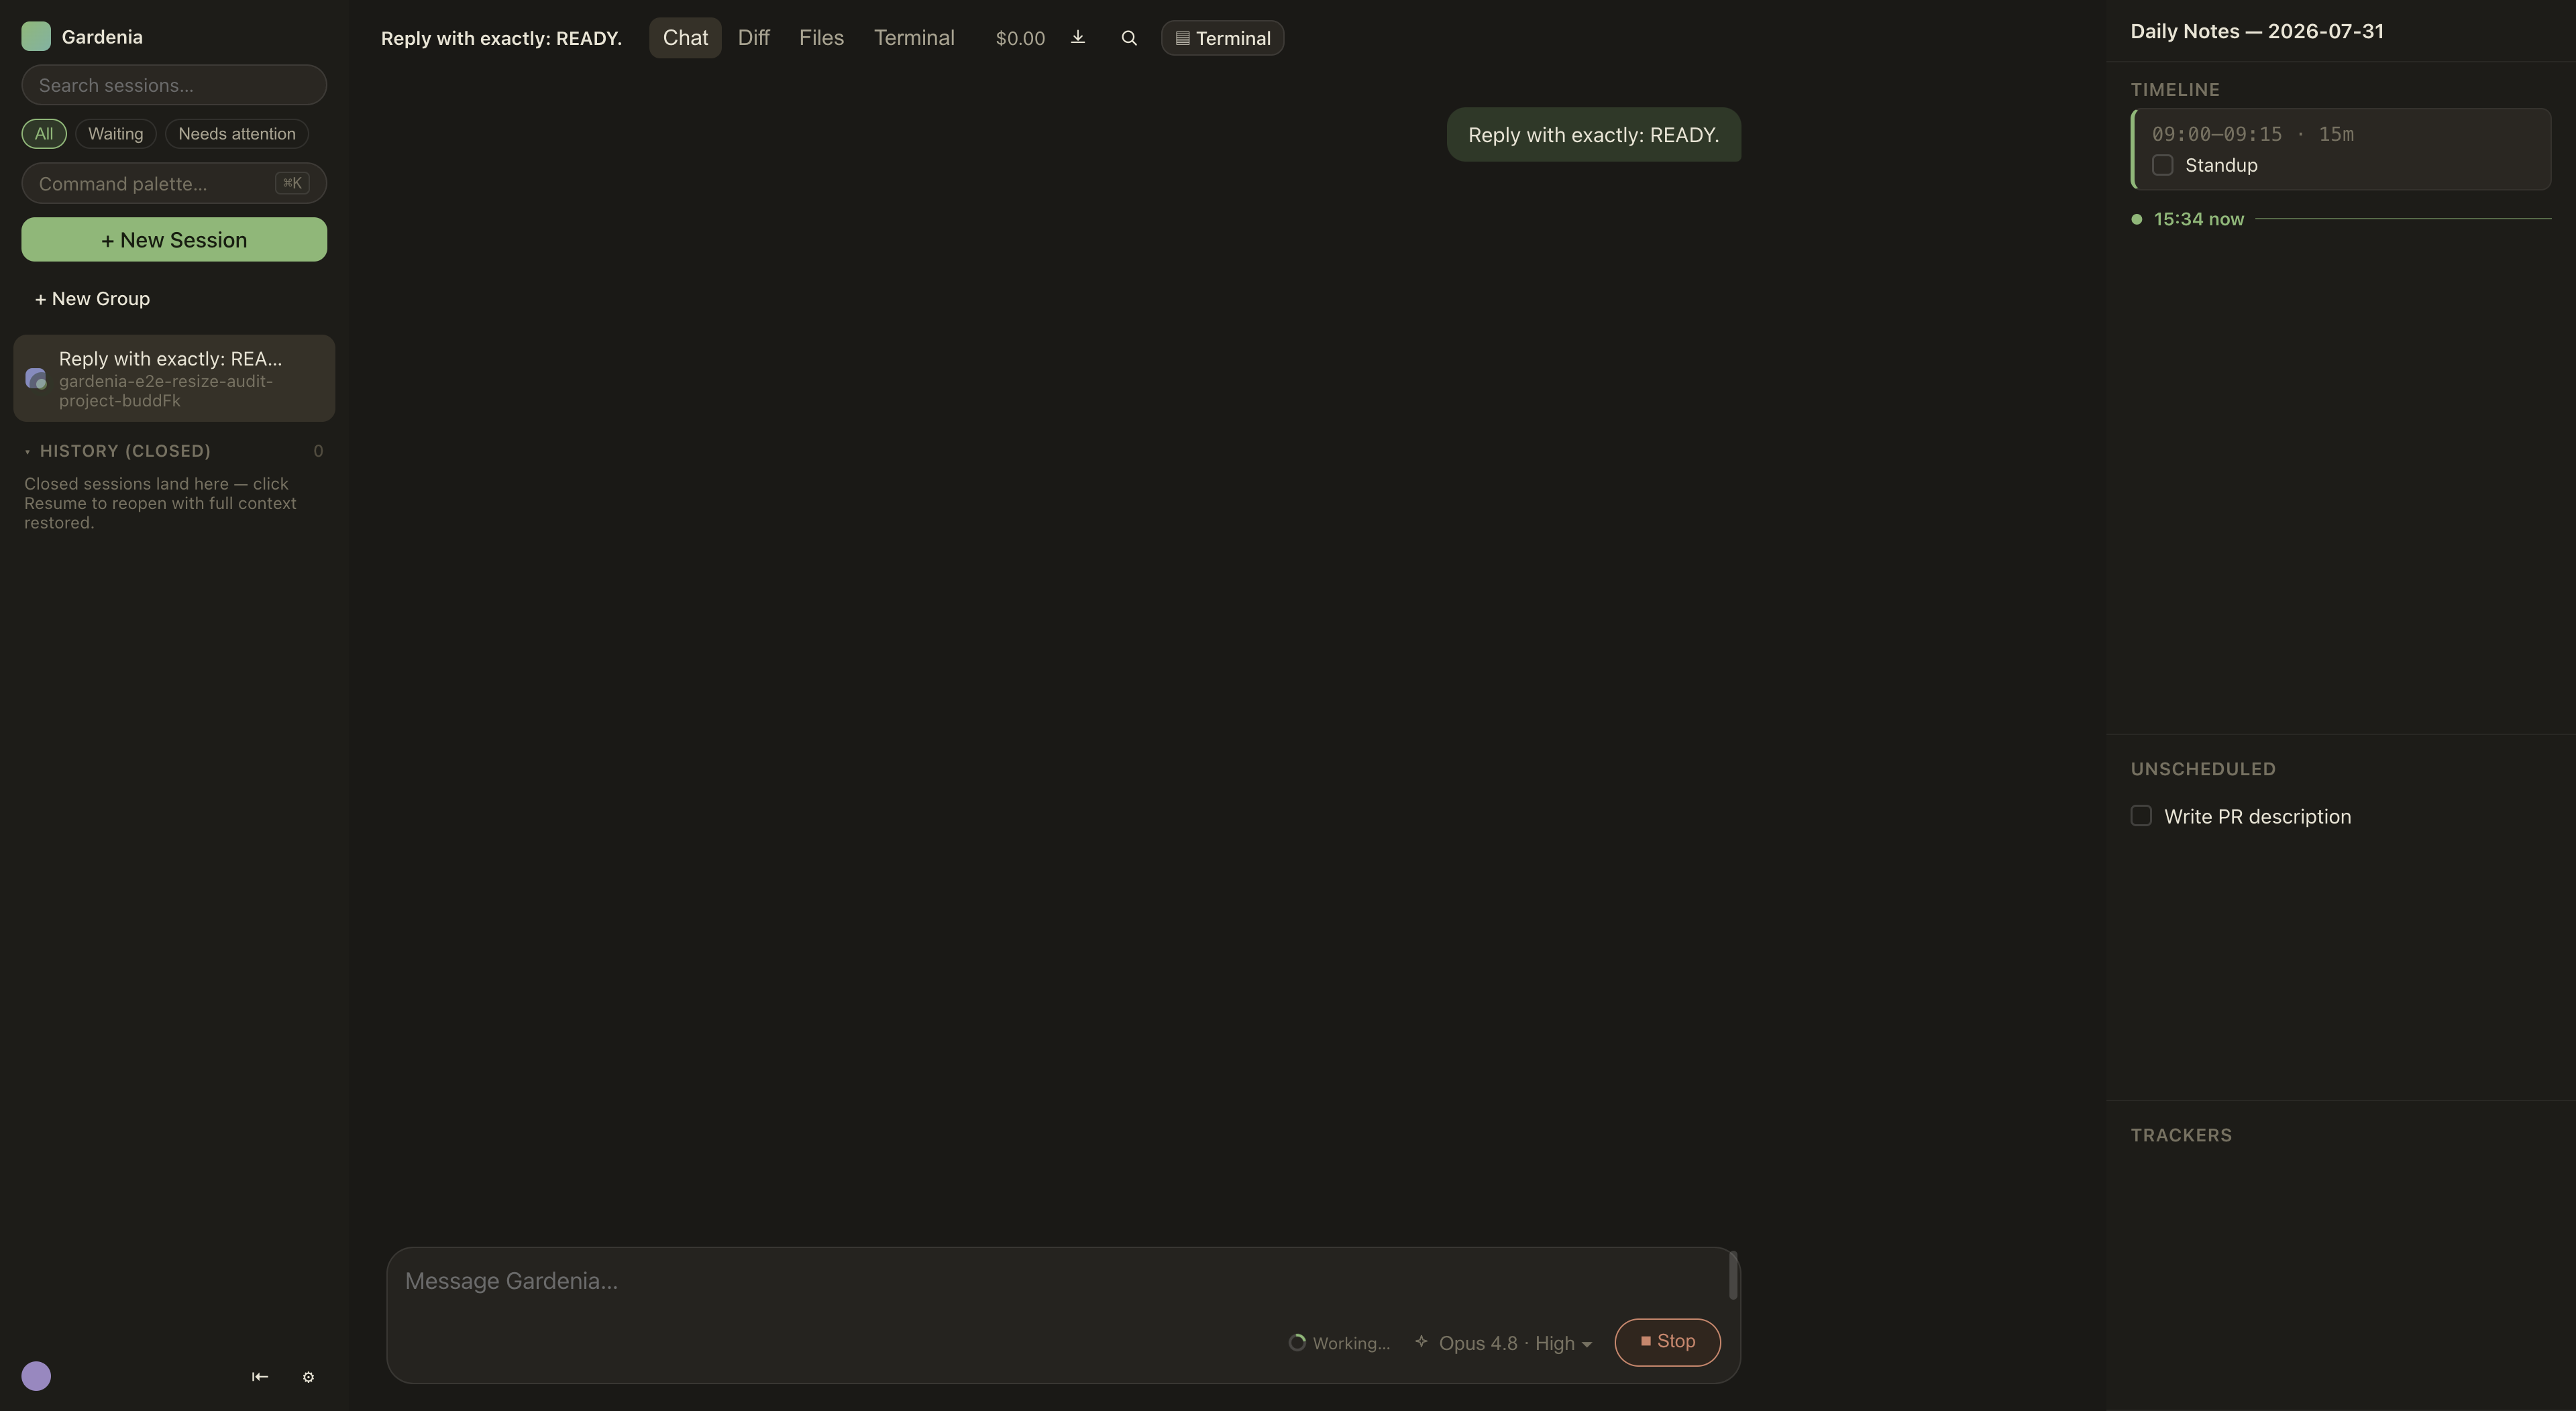 Gardenia
Search sessions...
All
Waiting
Needs attention
Command palette...
⌘K
+ New Session
+ New Group
Reply with exactly: REA...
gardenia-e2e-resize-audit-
project-buddFk
HISTORY (CLOSED)
0
Closed sessions land here — click
Resume to reopen with full context
restored.
Reply with exactly: READY.
Chat
Diff
Files
Terminal
$0.00
Terminal
Reply with exactly: READY.
Message Gardenia...
Working...
Opus 4.8 · High
Stop
Daily Notes — 2026-07-31
TIMELINE
09:00–09:15 · 15m
Standup
15:34 now
UNSCHEDULED
Write PR description
TRACKERS